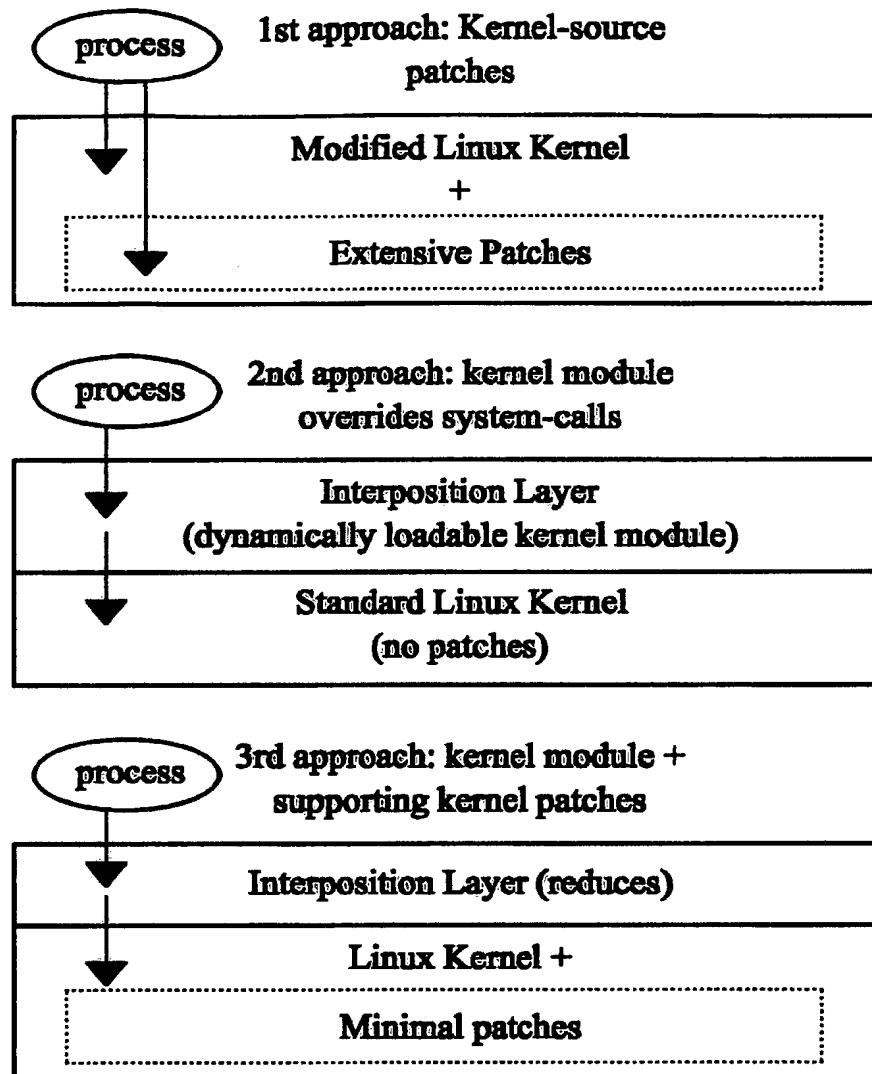 process
1st approach: Kernel-source
patches
Modified Linux Kernel
+
Extensive Patches
process
2nd approach: kernel module
overrides system-calls
Interposition Layer
(dynamically loadable kernel module)
Standard Linux Kernel
(no patches)
process
3rd approach: kernel module +
supporting kernel patches
Interposition Layer (reduces)
Linux Kernel +
Minimal patches